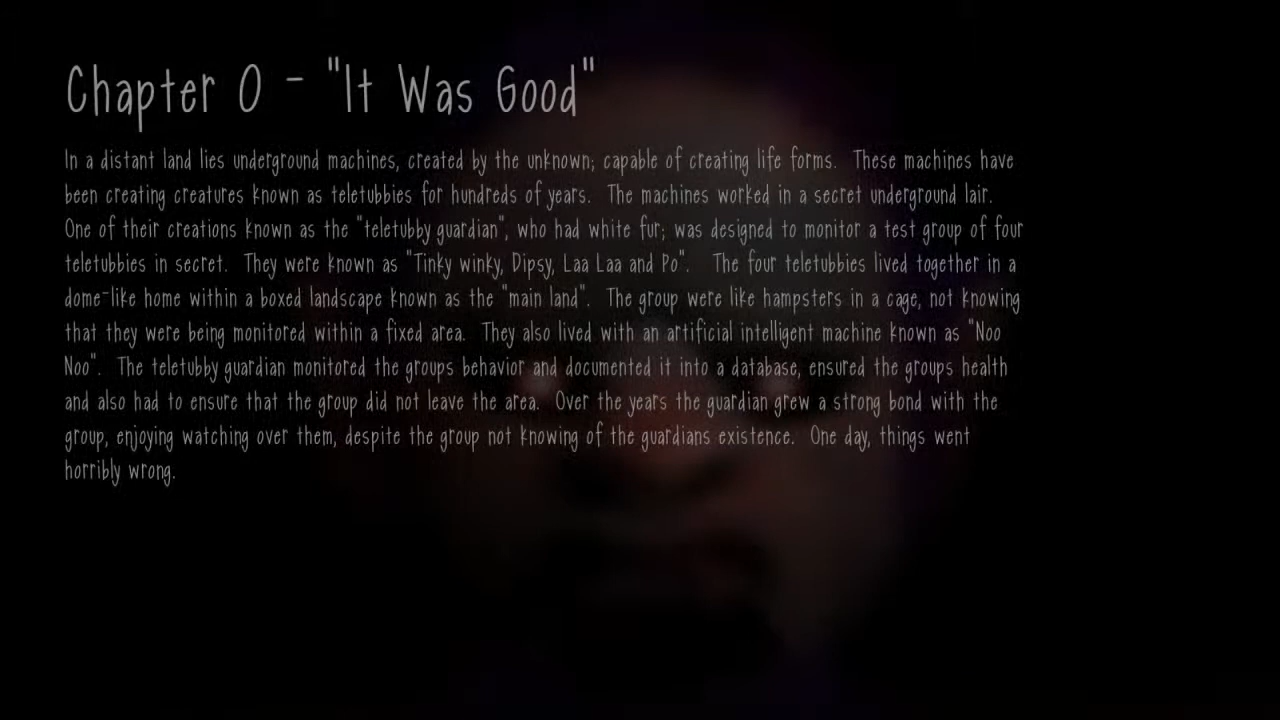 Chapter 0 - "It Was Good"
In a distant land lies underground machines, created by the unknown; capable of creating life forms.  These machines have
been creating creatures known as teletubbies for hundreds of years.  The machines worked in a secret underground lair.
One of their creations known as the "teletubby guardian", who had white fur; was designed to monitor a test group of four
teletubbies in secret.  They were known as "Tinky winky, Dipsy, Laa Laa and Po".   The four teletubbies lived together in a
dome-like home within a boxed landscape known as the "main land".  The group were like hampsters in a cage, not knowing
that they were being monitored within a fixed area.  They also lived with an artificial intelligent machine known as "Noo
Noo".  The teletubby guardian monitored the groups behavior and documented it into a database, ensured the groups health
and also had to ensure that the group did not leave the area.  Over the years the guardian grew a strong bond with the
group, enjoying watching over them, despite the group not knowing of the guardians existence.  One day, things went
horribly wrong.